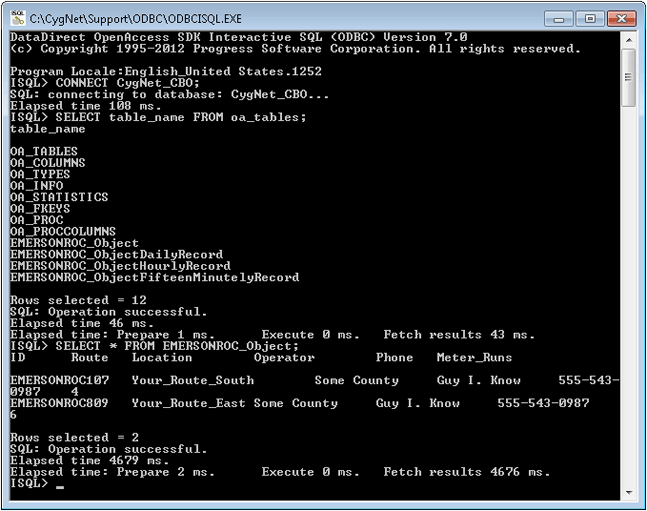 C:\CygNet\Support\ODBC\ODBCISQL.EXE
DataDirect OpenAccess SDK Interactive SQL (ODBC) Version 7.0
(c) Copyright 1995-2012 Progress Software Corporation. All rights reserved.
Program Locale:English_United States.1252
ISQL> CONNECT CygNet_CBO;
SQL: connecting to database: CygNet_CBO...
Elapsed time 108 ms.
ISQL> SELECT table_name FROM oa_tables;
table_name
OA_TABLES
OA_COLUMNS
OA_TYPES
OA_INFO
OA_STATISTICS
OA_FKEYS
OA_PROC
OA_PROCCOLUMNS
EMERSONROC_Object
EMERSONROC_ObjectDailyRecord
EMERSONROC_ObjectHourlyRecord
EMERSONROC_ObjectFifteenMinutelyRecord
Rows selected = 12
SQL: Operation successful.
Elapsed time 46 ms.
Elapsed time: Prepare 1 ms. Execute 0 ms. Fetch results 43 ms.
ISQL> SELECT * FROM EMERSONROC_Object;
ID Route Location Operator Phone Meter_Runs
EMERSONROC107 Your_Route_South Some County Guy I. Know 555-543-
0987 4
EMERSONROC809 Your_Route_East Some County Guy I. Know 555-543-0987
6
Rows selected = 2
SQL: Operation successful.
Elapsed time 4679 ms.
Elapsed time: Prepare 2 ms. Execute 0 ms. Fetch results 4676 ms.
ISQL> _